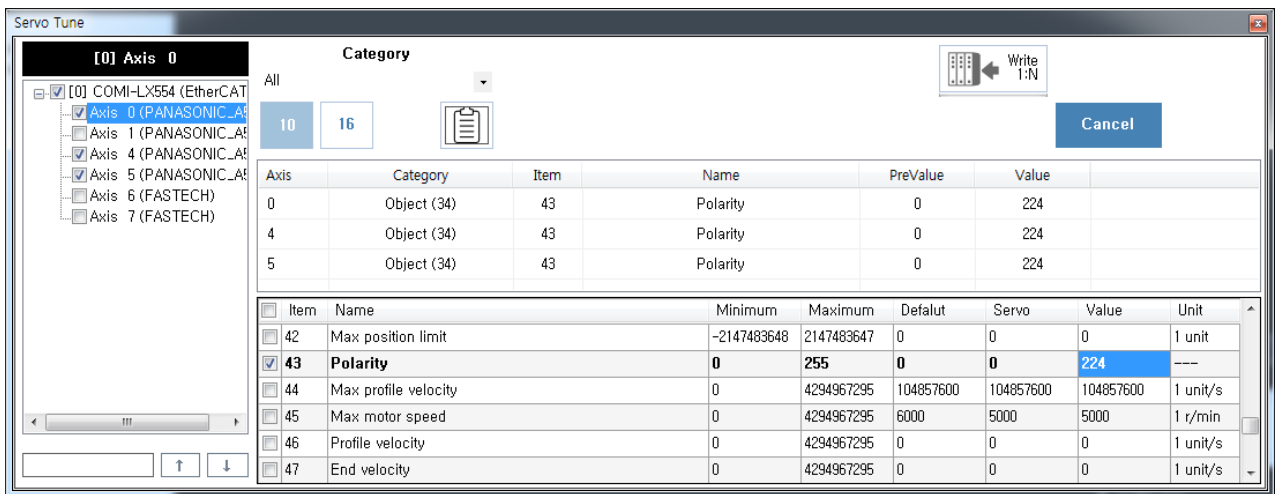 Servo Tune
[0] Axis 0
[0] COMI-LX554 (EtherCAT
Axis 0 (PANASONIC_A5
Axis 1 (PANASONIC_A5
Axis 4 (PANASONIC_A5
Axis 5 (PANASONIC_A5
Axis 6 (FASTECH)
Axis 7 (FASTECH)
Category
All
10 16
Write
1:N
Cancel
Axis Category Item Name PreValue Value
0 Object (34) 43 Polarity 0 224
4 Object (34) 43 Polarity 0 224
5 Object (34) 43 Polarity 0 224
Item Name Minimum Maximum Defalut Servo Value Unit
42 Max position limit -2147483648 2147483647 0 0 0 1 unit
43 Polarity 0 255 0 0 224 ---
44 Max profile velocity 0 4294967295 104857600 104857600 104857600 1 unit/s
45 Max motor speed 0 4294967295 6000 5000 5000 1 r/min
46 Profile velocity 0 4294967295 0 0 0 1 unit/s
47 End velocity 0 4294967295 0 0 0 1 unit/s